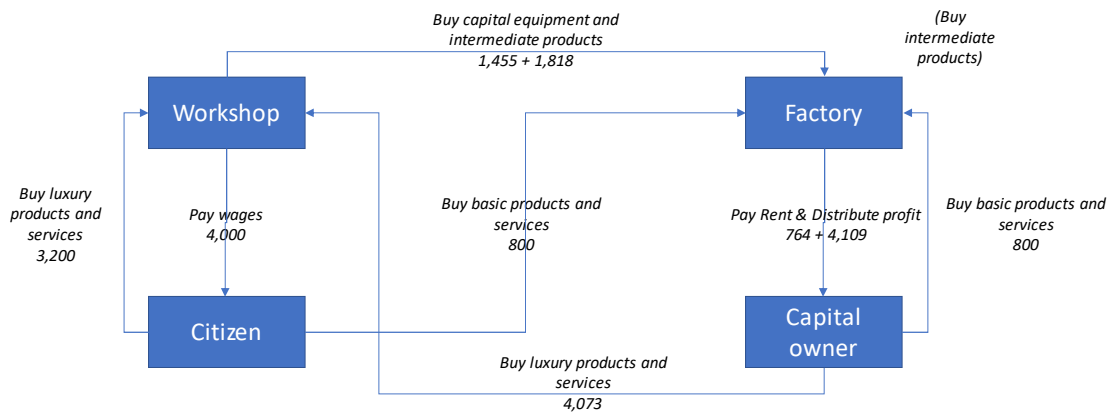 Buy capital equipment and
intermediate products
1,455 + 1,818
(Buy
intermediate
products)
Workshop
Factory
Buy luxury
products and
services
3,200
Pay wages
4,000
Buy basic products and
services
800
Pay Rent & Distribute profit
764 + 4,109
Buy basic products and
services
800
Citizen
Capital
owner
Buy luxury products and
services
4,073